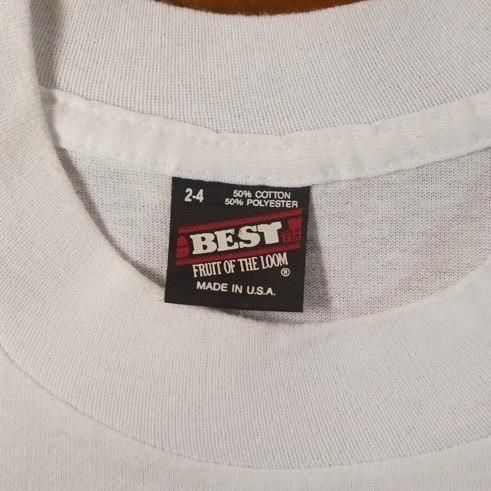 2-4
50% COTTON
50% POLYESTER
BEST
FRUIT OF THE LOOM ®
MADE IN U.S.A.